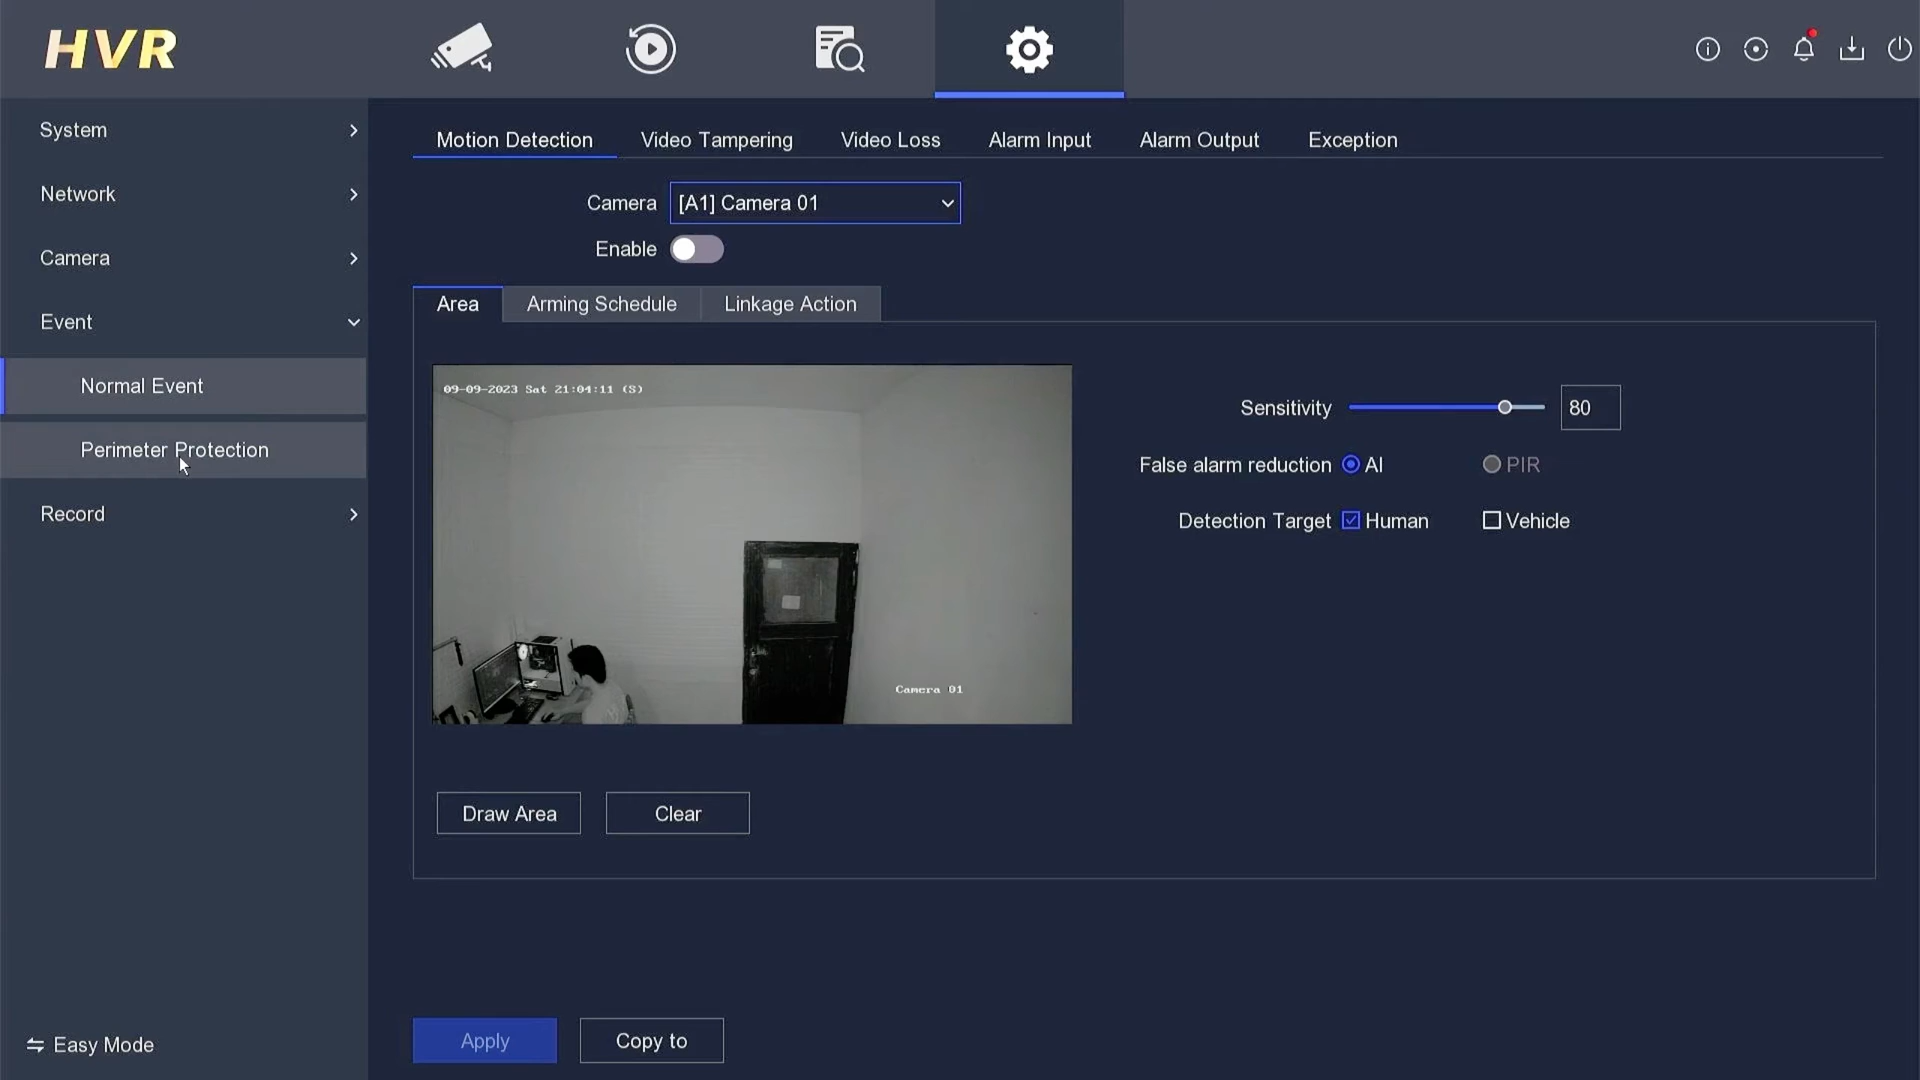 HVR
System
Network
Camera
Event
Normal Event
Perimeter Protection
Record
Easy Mode
Motion Detection Video Tampering Video Loss Alarm Input Alarm Output Exception
Camera [A1] Camera 01
Enable
Area Arming Schedule Linkage Action
09-09-2023 Sat 21:04:11 (S)
Camera 01
Sensitivity 80
False alarm reduction AI PIR
Detection Target Human Vehicle
Draw Area Clear
Apply Copy to